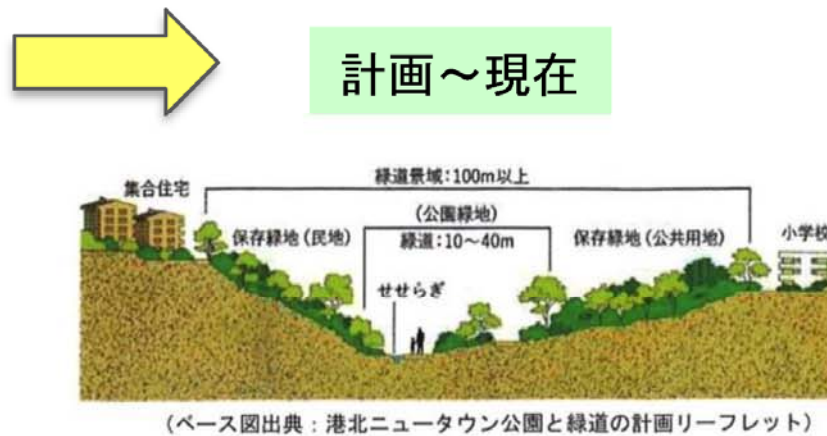 計画～現在
緑道景域：100m以上
集合住宅
(公園緑地)
保存緑地(民地)
緑道：10～40m
保存緑地(公共用地)
小学校
せせらぎ
(ベース図出典：港北ニュータウン公園と緑道の計画リーフレット)